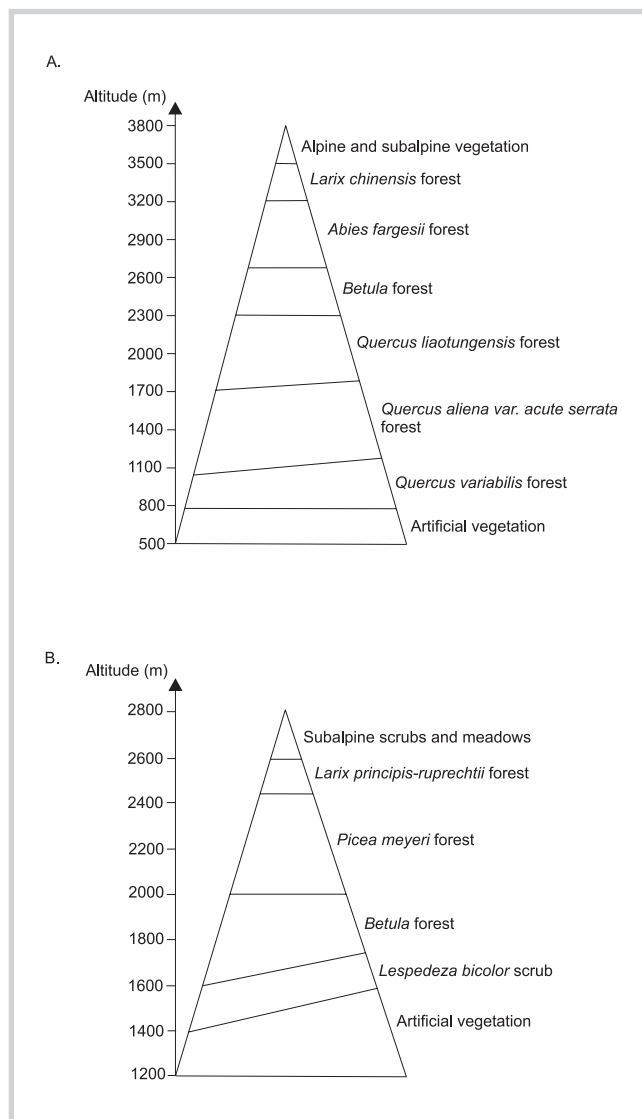 A.
Altitude (m)
3800
3500
3200
2900
2600
2300
2000
1700
1400
1100
800
500
Alpine and subalpine vegetation
Larix chinensis forest
Abies fargesii forest
Betula forest
Quercus liaotungensis forest
Quercus aliena var. acute serrata
forest
Quercus variabilis forest
Artificial vegetation
B.
Altitude (m)
2800
2600
2400
2200
2000
1800
1600
1400
1200
Subalpine scrubs and meadows
Larix principis-ruprechtii forest
Picea meyeri forest
Betula forest
Lespedeza bicolor scrub
Artificial vegetation